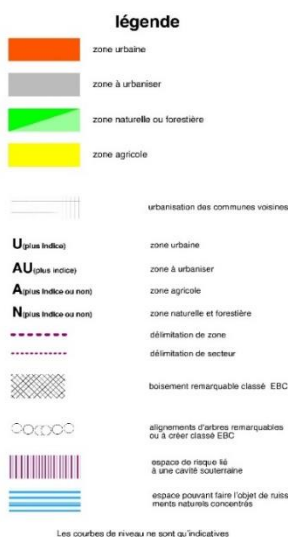 légende
zone urbaine
zone à urbaniser
zone naturelle ou forestière
zone agricole
urbanisation des communes voisines
U(plus indice) zone urbaine
AU(plus indice) zone à urbaniser
A(plus indice ou non) zone agricole
N(plus indice ou non) zone naturelle et forestière
délimitation de zone
délimitation de secteur
boisement remarquable classé EBC
alignements d'arbres remarquables
ou à créer classé EBC
espace de risque lié
à une cavité souterraine
espace pouvant faire l'objet de ruis
ments naturels concentrés
Les courbes de niveau ne sont qu'indicatives